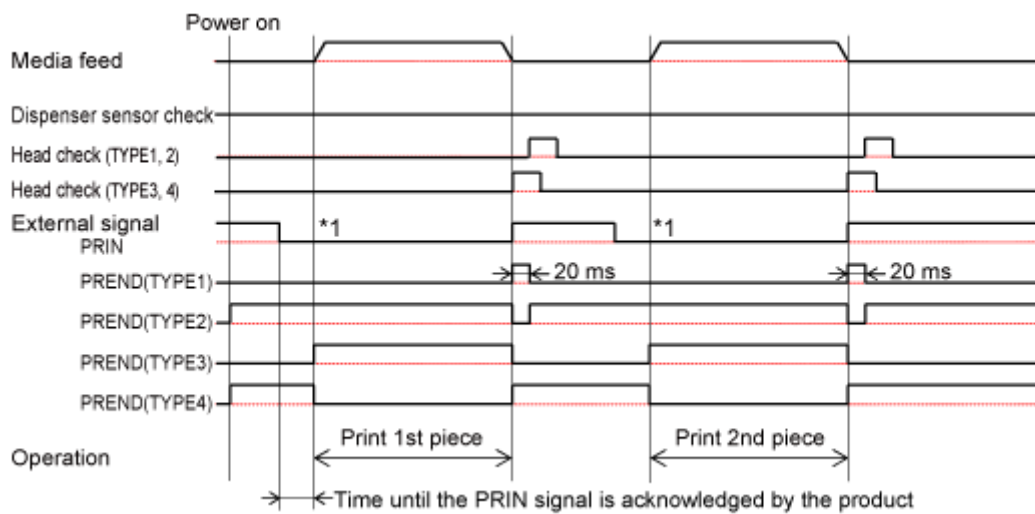 Power on
Media feed
Dispenser sensor check
Head check (TYPE1, 2)
Head check (TYPE3, 4)
External signal
PRIN
*1
*1
PREND(TYPE1)
20 ms
20 ms
PREND(TYPE2)
PREND(TYPE3)
PREND(TYPE4)
Print 1st piece
Print 2nd piece
Operation
Time until the PRIN signal is acknowledged by the product